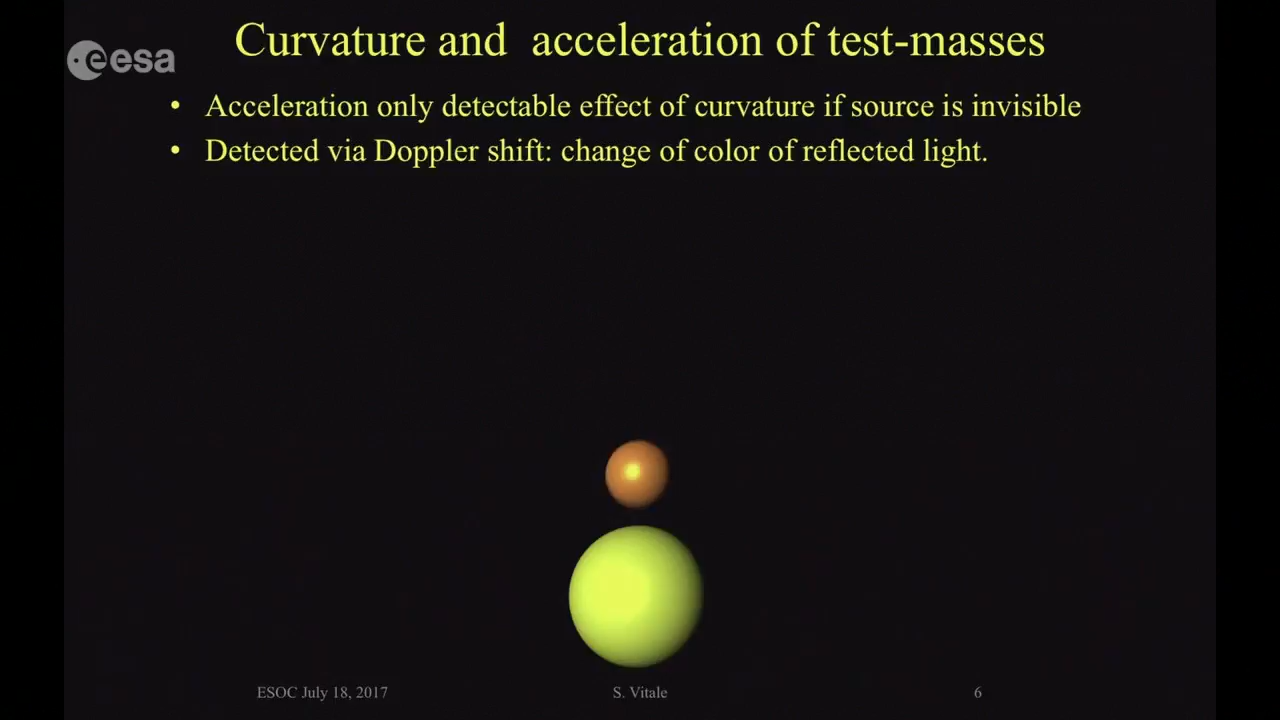 Curvature and acceleration of test-masses
esa
• Acceleration only detectable effect of curvature if source is invisible
• Detected via Doppler shift: change of color of reflected light.
ESOC July 18, 2017
S. Vitale
6